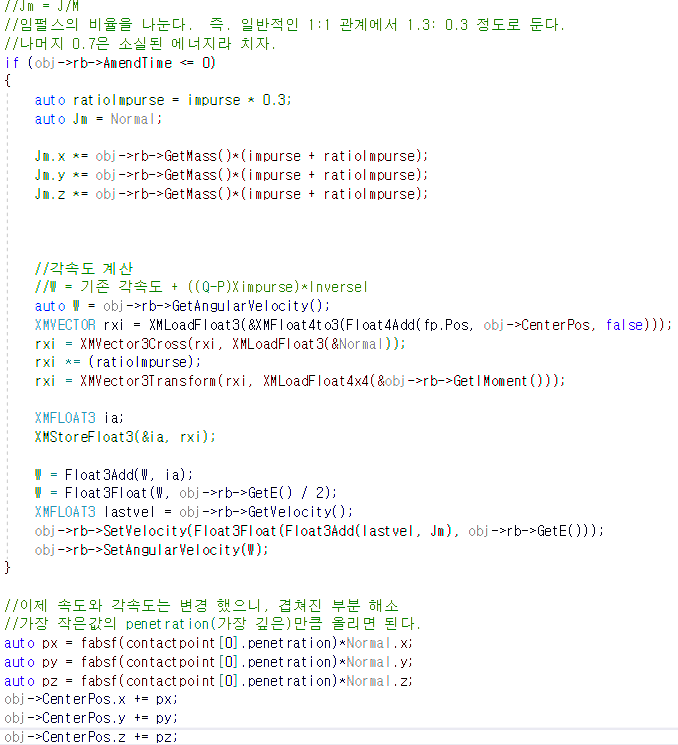 //Jm = J/M
//임펄스의 비율을 나눈다.  즉. 일반적인 1:1 관계에서 1.3: 0.3 정도로 둔다.
//나머지 0.7은 소실된 에너지라 치자.
if (obj->rb->AmendTime <= 0)
{
    auto ratioImpurse = impurse * 0.3;
    auto Jm = Normal;
    Jm.x *= obj->rb->GetMass()*(impurse + ratioImpurse);
    Jm.y *= obj->rb->GetMass()*(impurse + ratioImpurse);
    Jm.z *= obj->rb->GetMass()*(impurse + ratioImpurse);
    //각속도 계산
    //W = 기존 각속도 + ((Q-P)Ximpurse)*InverseI
    auto W = obj->rb->GetAngularVelocity();
    XMVECTOR rxi = XMLoadFloat3(&XMFloat4to3(Float4Add(fp.Pos, obj->CenterPos, false)));
    rxi = XMVector3Cross(rxi, XMLoadFloat3(&Normal));
    rxi *= (ratioImpurse);
    rxi = XMVector3Transform(rxi, XMLoadFloat4x4(&obj->rb->GetIMoment()));
    XMFLOAT3 ia;
    XMStoreFloat3(&ia, rxi);
    W = Float3Add(W, ia);
    W = Float3Float(W, obj->rb->GetE() / 2);
    XMFLOAT3 lastvel = obj->rb->GetVelocity();
    obj->rb->SetVelocity(Float3Float(Float3Add(lastvel, Jm), obj->rb->GetE()));
    obj->rb->SetAngularVelocity(W);
}
//이제 속도와 각속도는 변경 했으니, 겹쳐진 부분 해소
//가장 작은값의 penetration(가장 깊은)만큼 올리면 된다.
auto px = fabsf(contactpoint[0].penetration)*Normal.x;
auto py = fabsf(contactpoint[0].penetration)*Normal.y;
auto pz = fabsf(contactpoint[0].penetration)*Normal.z;
obj->CenterPos.x += px;
obj->CenterPos.y += py;
obj->CenterPos.z += pz;